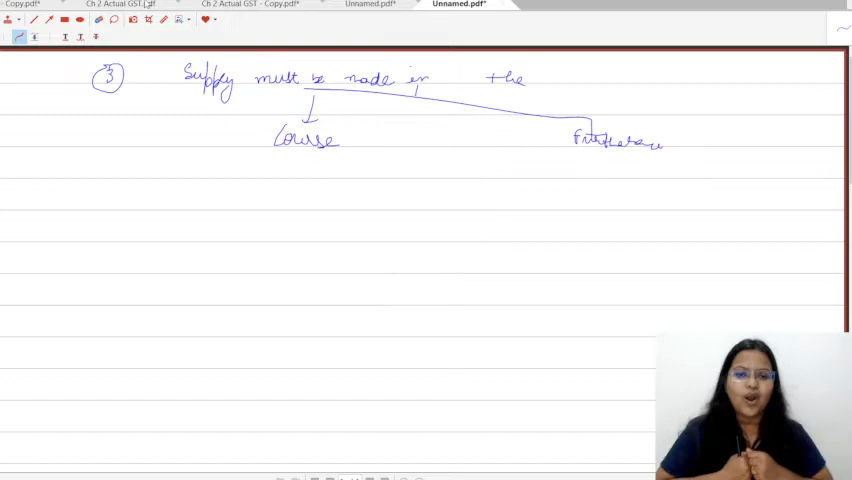 - Copy.pdf*
Ch 2 Actual GST.pdf
Ch 2 Actual GST - Copy.pdf*
Unnamed.pdf*
Unnamed.pdf*
T T T
③ Supply must be made in the
Course Furtherance